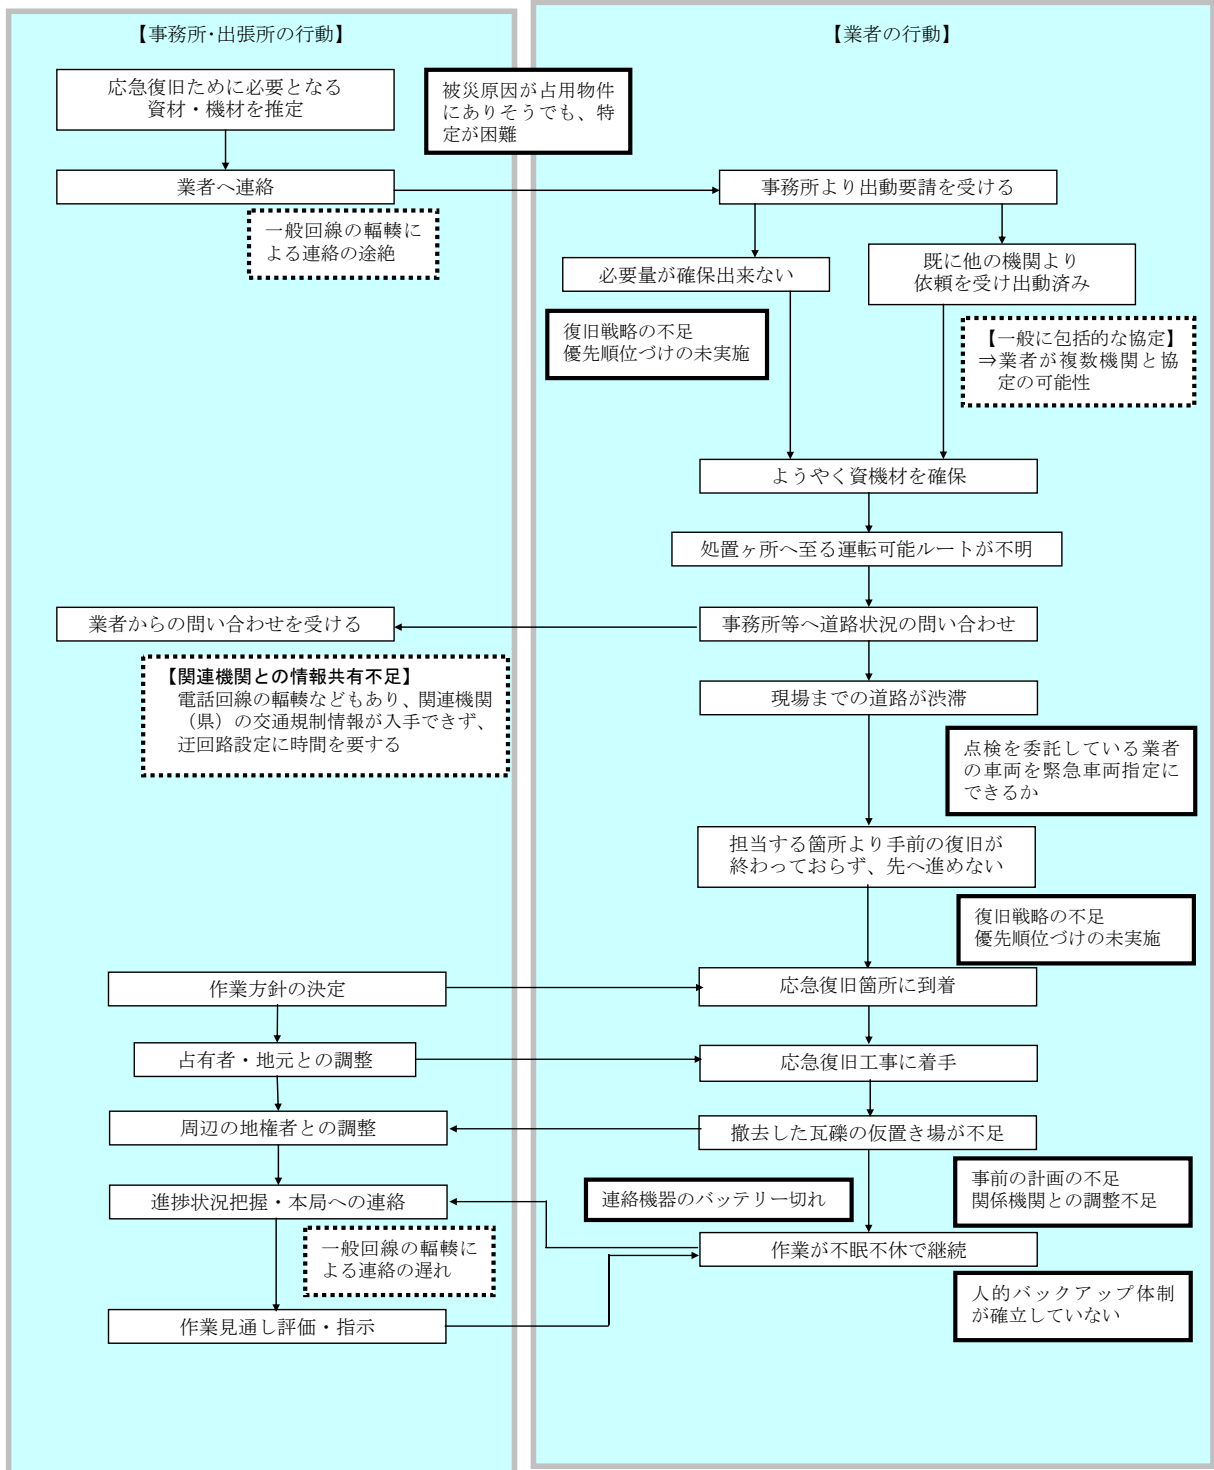 【事務所・出張所の行動】
【業者の行動】
応急復旧ために必要となる
資材・機材を推定
被災原因が占用物件
にありそうでも、特
定が困難
業者へ連絡
事務所より出動要請を受ける
一般回線の輻輳に
よる連絡の途絶
必要量が確保出来ない
既に他の機関より
依頼を受け出動済み
復旧戦略の不足
優先順位づけの未実施
【一般に包括的な協定】
⇒業者が複数機関と協
定の可能性
ようやく資機材を確保
処置ヶ所へ至る運転可能ルートが不明
業者からの問い合わせを受ける
事務所等へ道路状況の問い合わせ
【関連機関との情報共有不足】
電話回線の輻輳などもあり、関連機関
（県）の交通規制情報が入手できず、
迂回路設定に時間を要する
現場までの道路が渋滞
点検を委託している業者
の車両を緊急車両指定に
できるか
担当する箇所より手前の復旧が
終わっておらず、先へ進めない
復旧戦略の不足
優先順位づけの未実施
作業方針の決定
応急復旧箇所に到着
占有者・地元との調整
応急復旧工事に着手
周辺の地権者との調整
撤去した瓦礫の仮置き場が不足
事前の計画の不足
関係機関との調整不足
進捗状況把握・本局への連絡
連絡機器のバッテリー切れ
一般回線の輻輳に
よる連絡の遅れ
作業が不眠不休で継続
人的バックアップ体制
が確立していない
作業見通し評価・指示